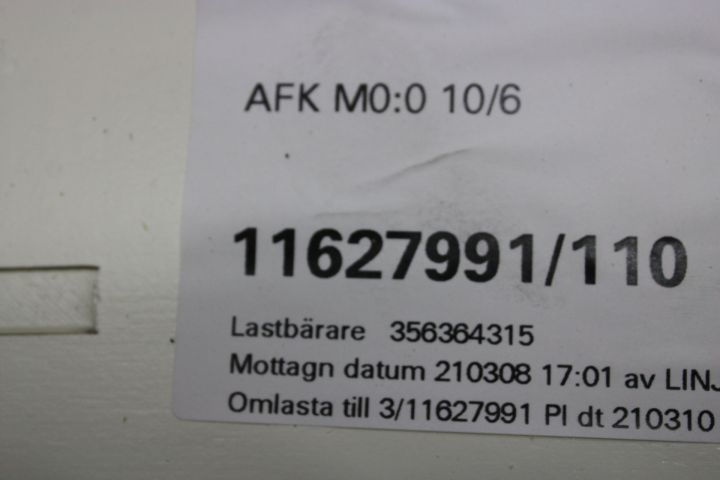 AFK M0:0 10/6
11627991/110
Lastbärare 356364315
Mottagn datum 210308 17:01 av LINJ
Omlasta till 3/11627991 Pl dt 210310